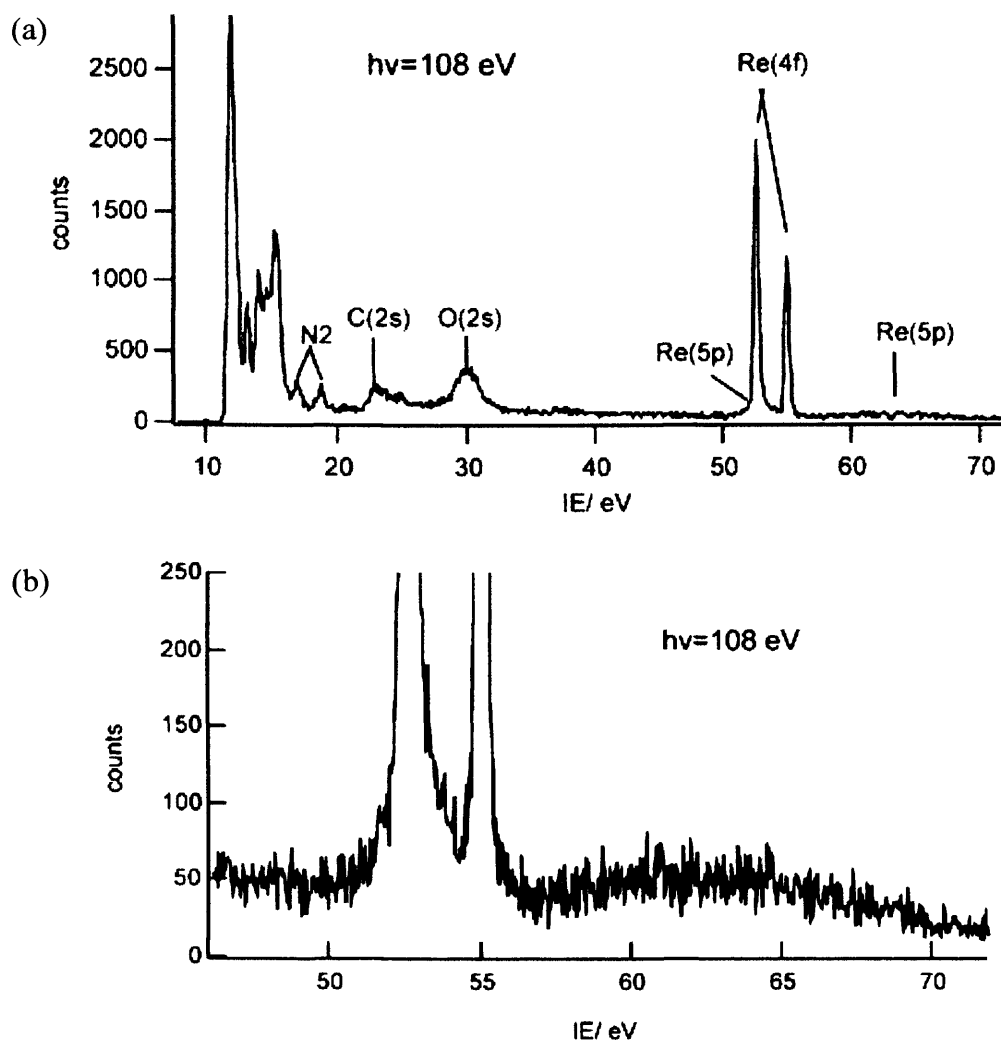 (a)
hν=108 eV
Re(4f)
2500
2000
1500
1000
500
0
counts
N2
C(2s)
O(2s)
Re(5p)
Re(5p)
10 20 30 40 50 60 70
IE/ eV
(b)
250
200
150
100
50
0
counts
hν=108 eV
50 55 60 65 70
IE/ eV